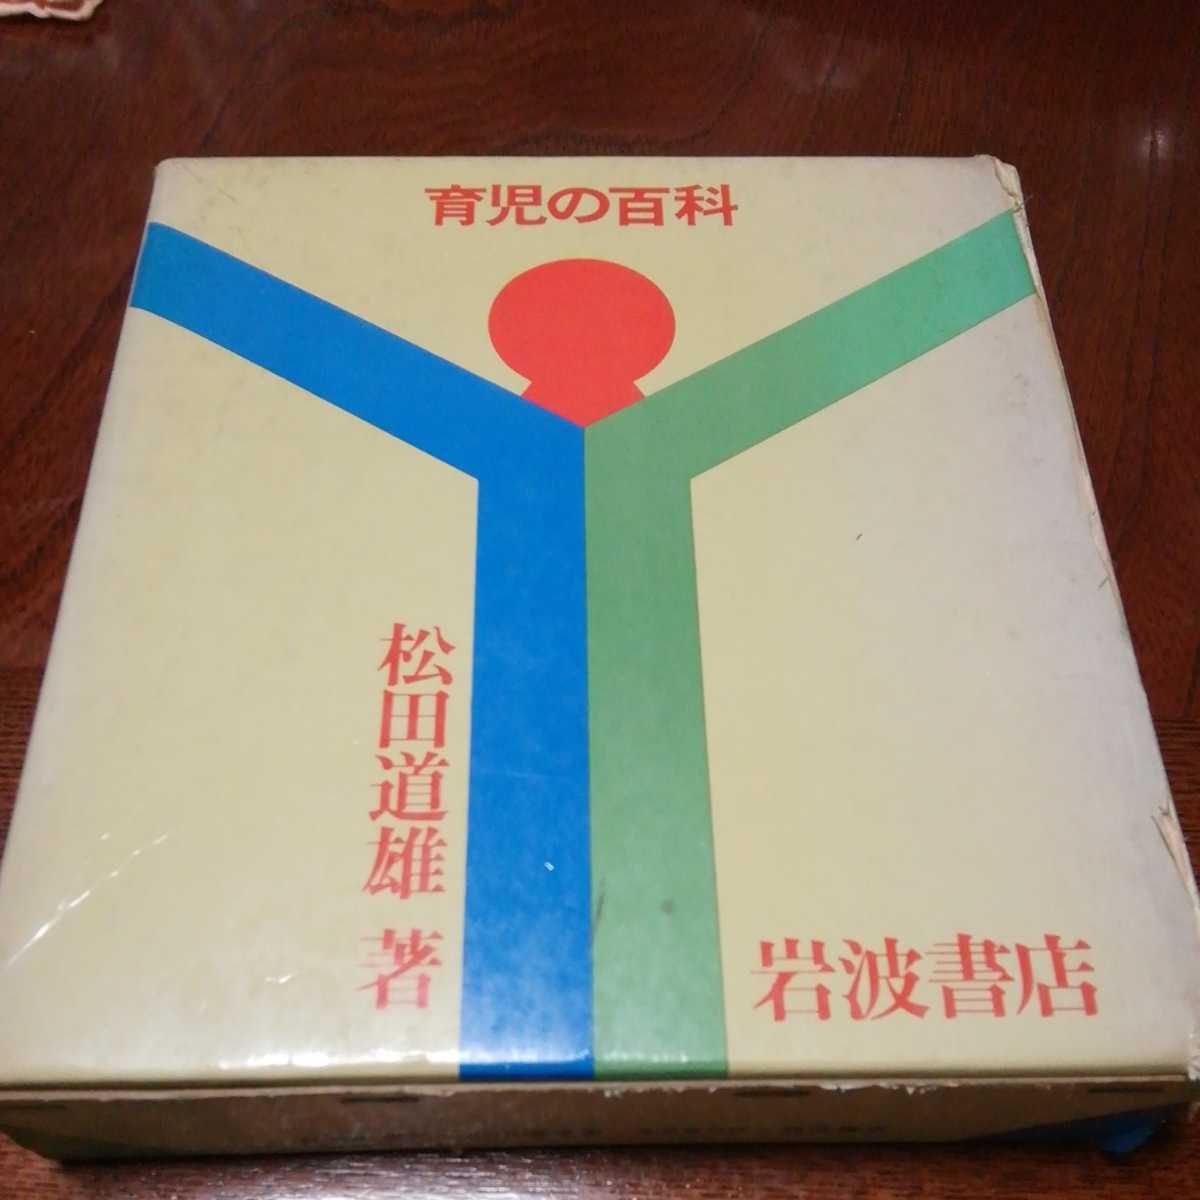 育児の百科
松田道雄 著
岩波書店